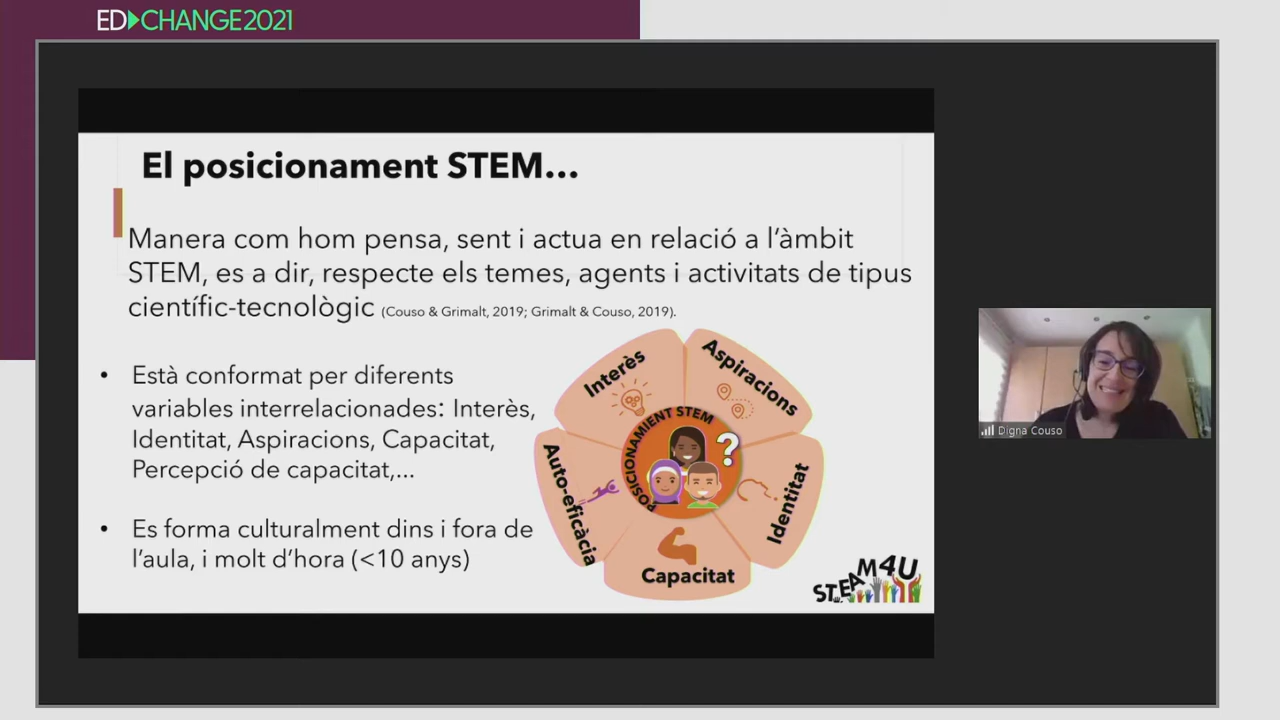 ED CHANGE2021
El posicionament STEM...
Manera com hom pensa, sent i actua en relació a l'àmbit
STEM, es a dir, respecte els temes, agents i activitats de tipus
científic-tecnològic (Couso & Grimalt, 2019; Grimalt & Couso, 2019).
• Està conformat per diferents
variables interrelacionades: Interès,
Identitat, Aspiracions, Capacitat,
Percepció de capacitat,...
• Es forma culturalment dins i fora de
l'aula, i molt d'hora (<10 anys)
Interès
Aspiracions
POSICIONAMIENT STEM
?
Auto-eficàcia
Identitat
Capacitat
STEAM4U
Digna Couso